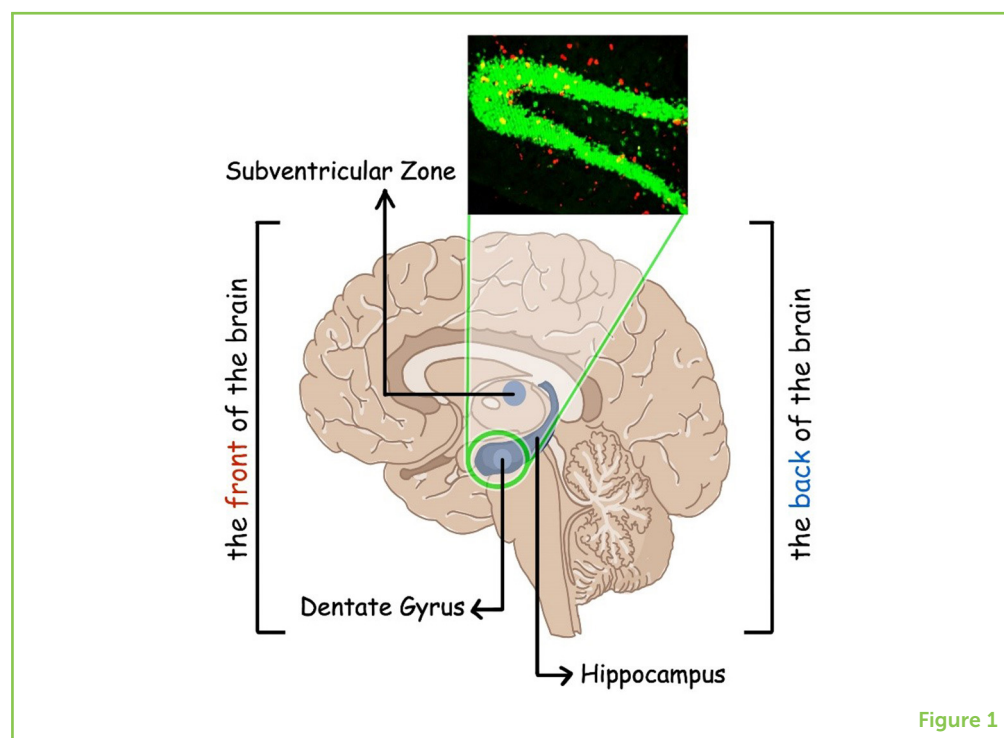 Subventricular Zone
the front of the brain
the back of the brain
Dentate Gyrus
Hippocampus
Figure 1